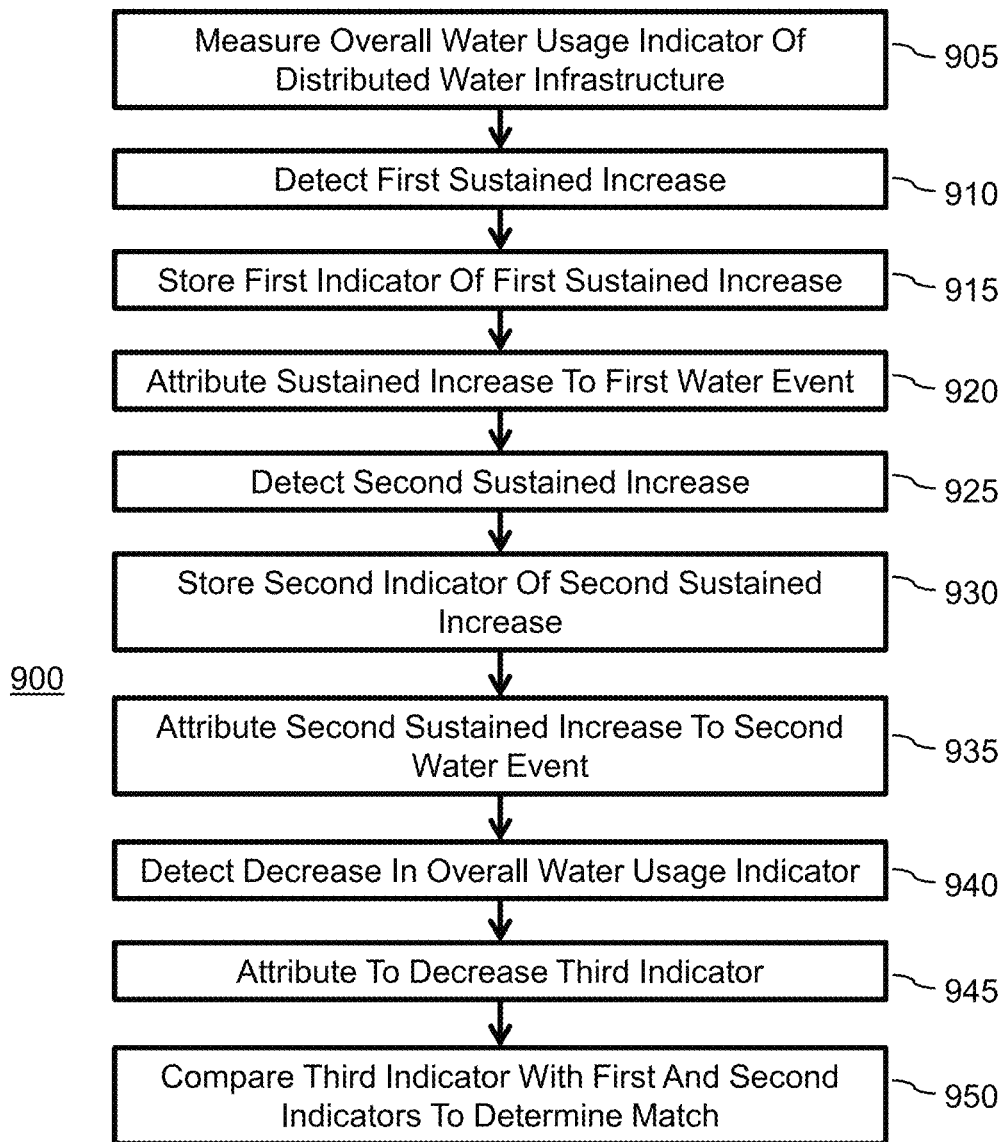 Measure Overall Water Usage Indicator Of
Distributed Water Infrastructure
905
Detect First Sustained Increase
910
Store First Indicator Of First Sustained Increase
915
Attribute Sustained Increase To First Water Event
920
Detect Second Sustained Increase
925
Store Second Indicator Of Second Sustained
Increase
930
900
Attribute Second Sustained Increase To Second
Water Event
935
Detect Decrease In Overall Water Usage Indicator
940
Attribute To Decrease Third Indicator
945
Compare Third Indicator With First And Second
Indicators To Determine Match
950